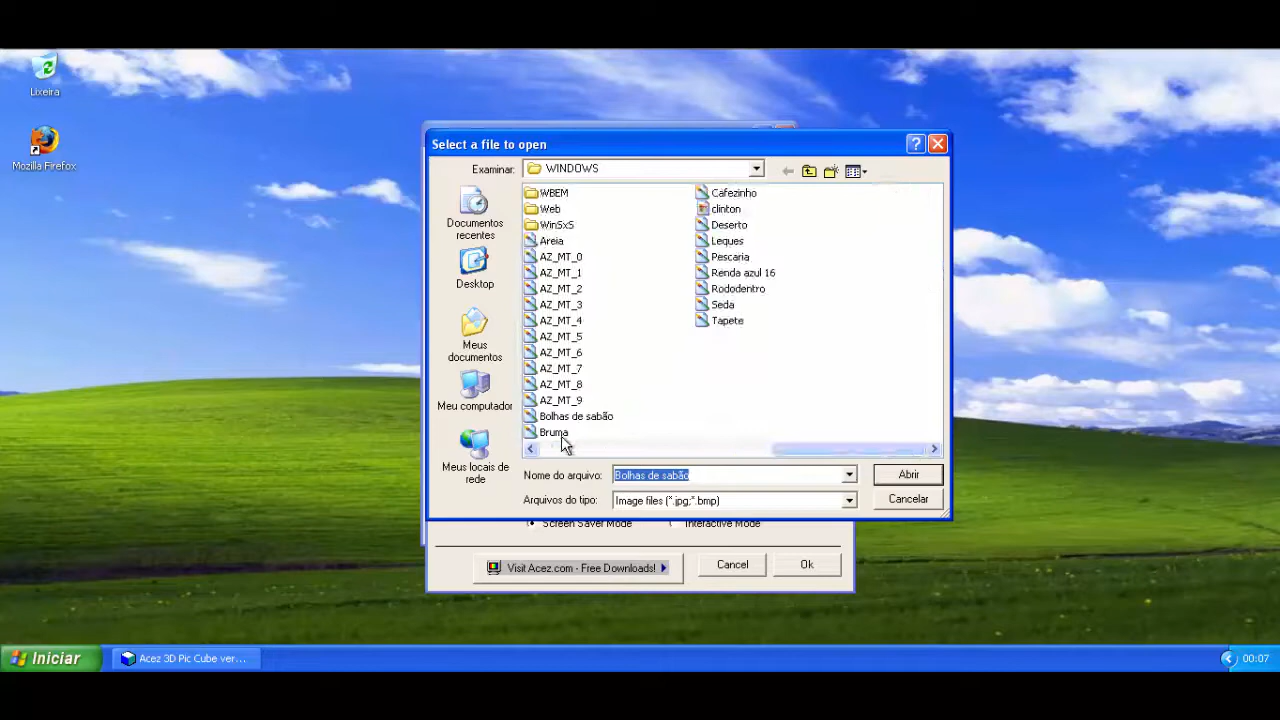 Lixeira
Mozilla Firefox
Select a file to open
Examinar:
WINDOWS
Documentos
recentes
Desktop
Meus
documentos
Meu computador
Meus locais de
rede
WBEM
Web
WinSxS
Areia
AZ_MT_0
AZ_MT_1
AZ_MT_2
AZ_MT_3
AZ_MT_4
AZ_MT_5
AZ_MT_6
AZ_MT_7
AZ_MT_8
AZ_MT_9
Bolhas de sabão
Bruma
Cafezinho
clinton
Deserto
Leques
Pescaria
Renda azul 16
Rododentro
Seda
Tapete
Nome do arquivo:
Bolhas de sabão
Abrir
Arquivos do tipo:
Image files (*.jpg;*.bmp)
Cancelar
Screen Saver Mode
Interactive Mode
Visit Acez.com - Free Downloads!
Cancel
Ok
Iniciar
Acez 3D Pic Cube ver...
00:07